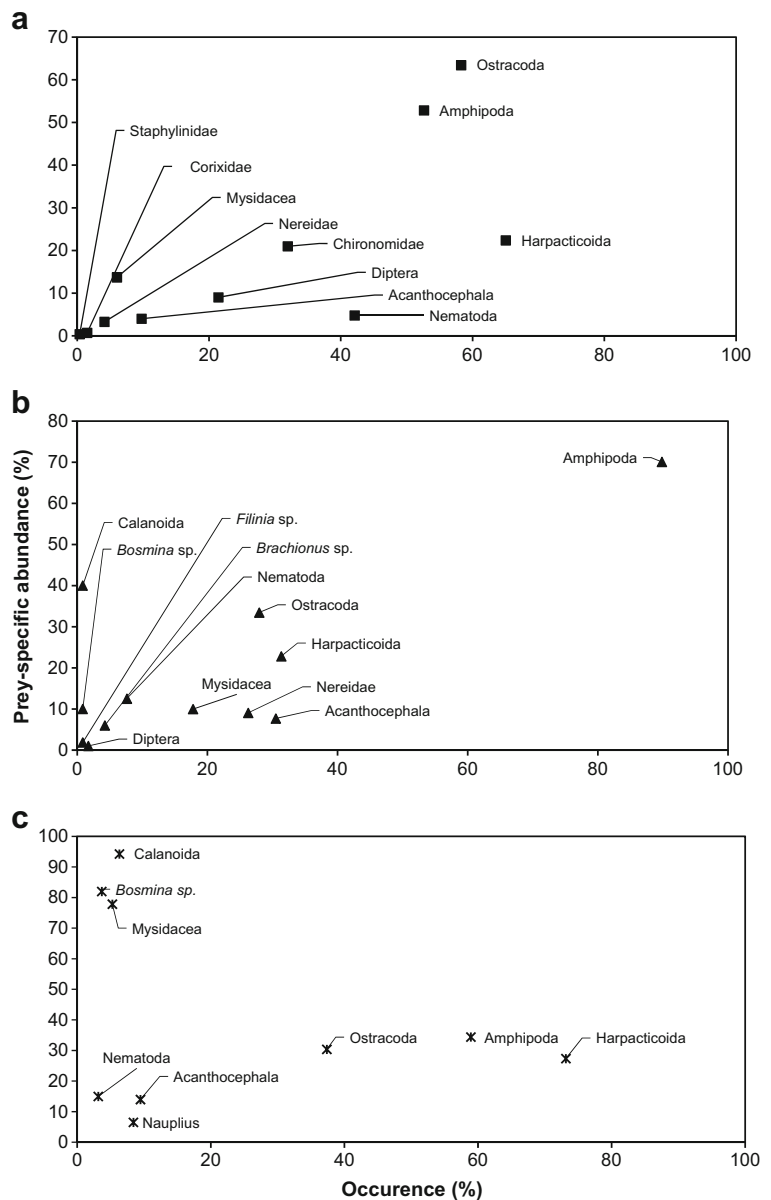 a
70
Ostracoda
60
Amphipoda
50
Staphylinidae
40
Corixidae
Mysidacea
30
Nereidae
Chironomidae
Harpacticoida
20
Diptera
10
Acanthocephala
Nematoda
0
0 20 40 60 80 100
b
80
Prey-specific abundance (%)
70
Amphipoda
60
Filinia sp.
Calanoida
50
Bosmina sp.
Brachionus sp.
Nematoda
40
Ostracoda
30
Harpacticoida
20
Mysidacea
Nereidae
10
Acanthocephala
Diptera
0
0 20 40 60 80 100
c
100
Calanoida
90
Bosmina sp.
80
Mysidacea
70
60
50
40
Ostracoda
Amphipoda
Harpacticoida
30
Nematoda
20
Acanthocephala
10
Nauplius
0
0 20 40 60 80 100
Occurence (%)